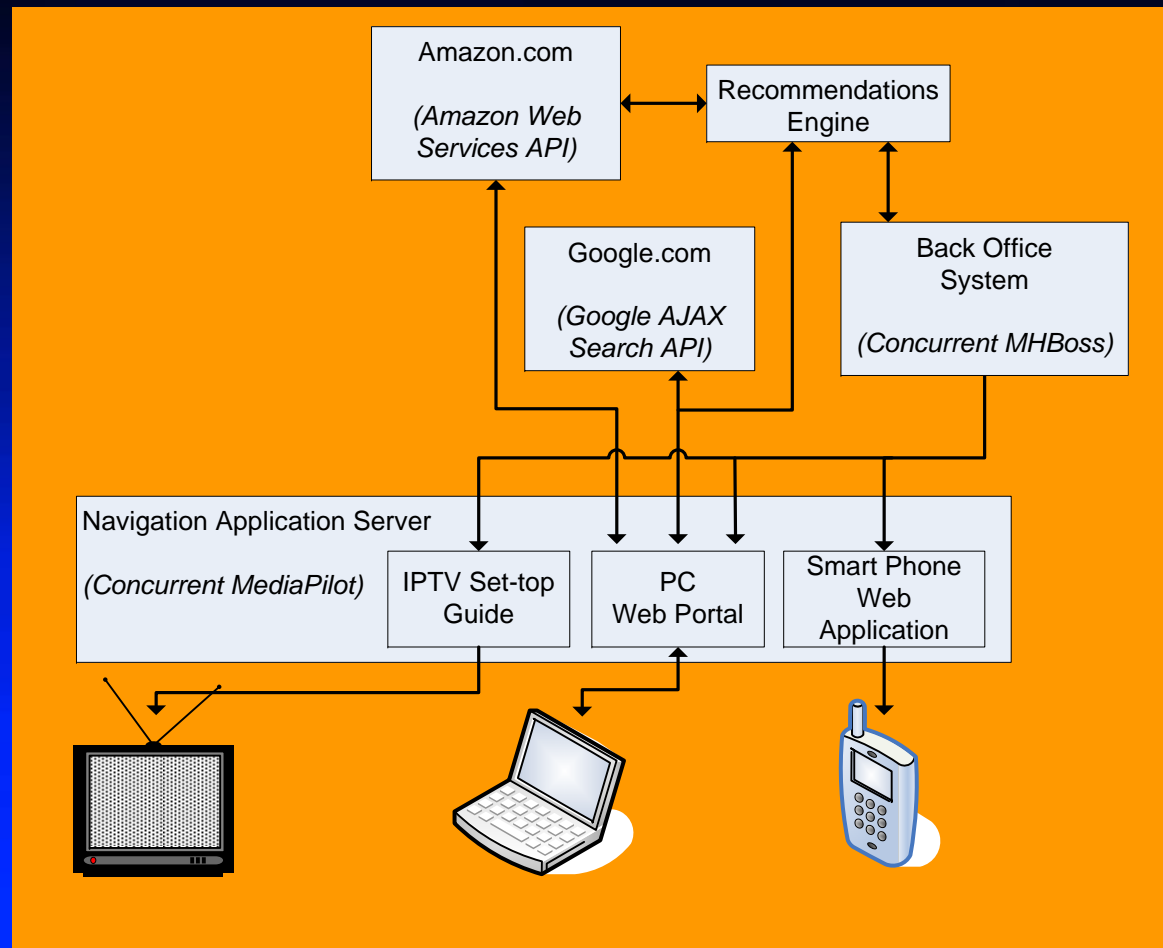 Amazon.com
(Amazon Web
Services API)
Recommendations
Engine
Google.com
(Google AJAX
Search API)
Back Office
System
(Concurrent MHBoss)
Navigation Application Server
(Concurrent MediaPilot)
IPTV Set-top
Guide
PC
Web Portal
Smart Phone
Web
Application